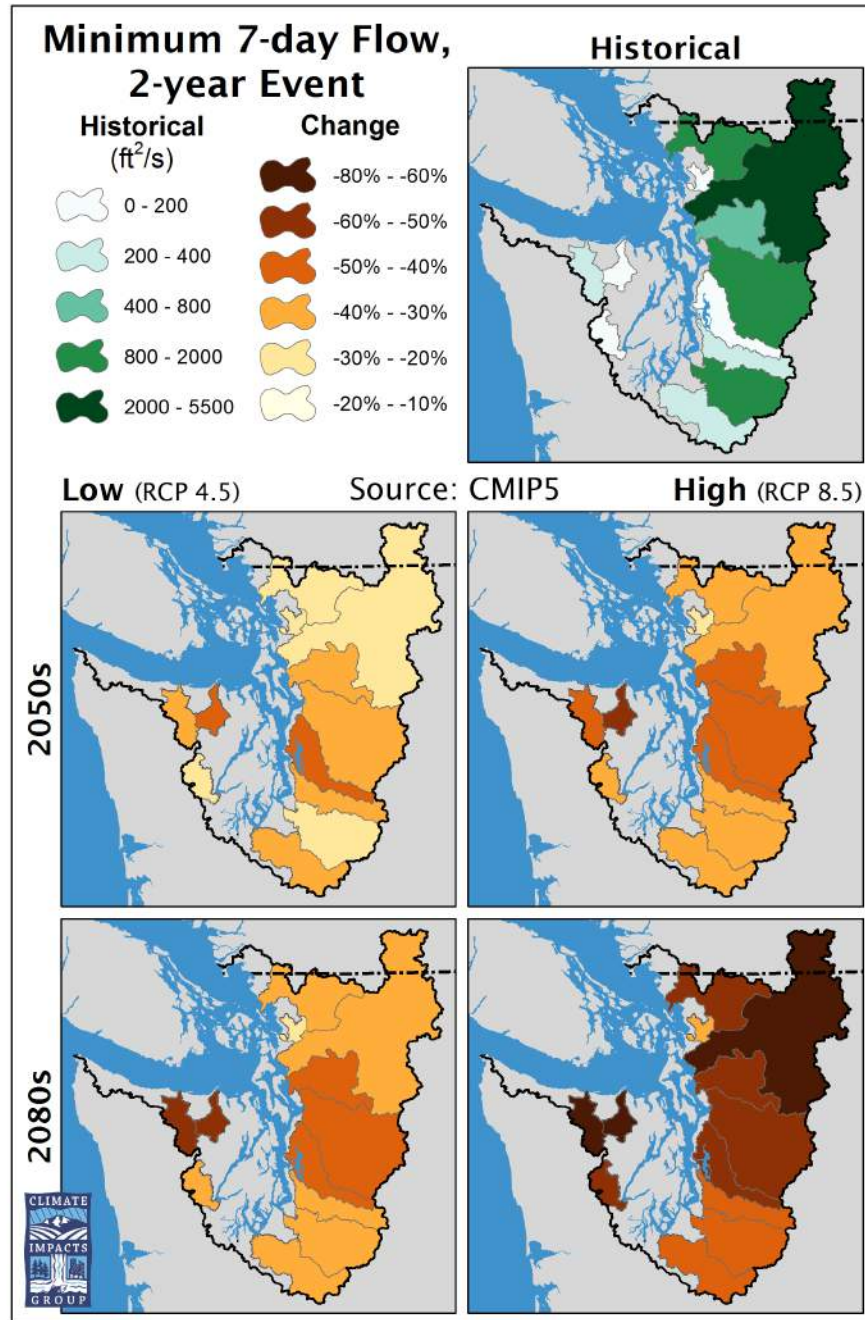 Minimum 7-day Flow,
2-year Event
Historical
(ft²/s)
0 - 200
200 - 400
400 - 800
800 - 2000
2000 - 5500
Change
-80% - -60%
-60% - -50%
-50% - -40%
-40% - -30%
-30% - -20%
-20% - -10%
Historical
Low (RCP 4.5) Source: CMIP5 High (RCP 8.5)
2050s
2080s
CLIMATE
IMPACTS
GROUP